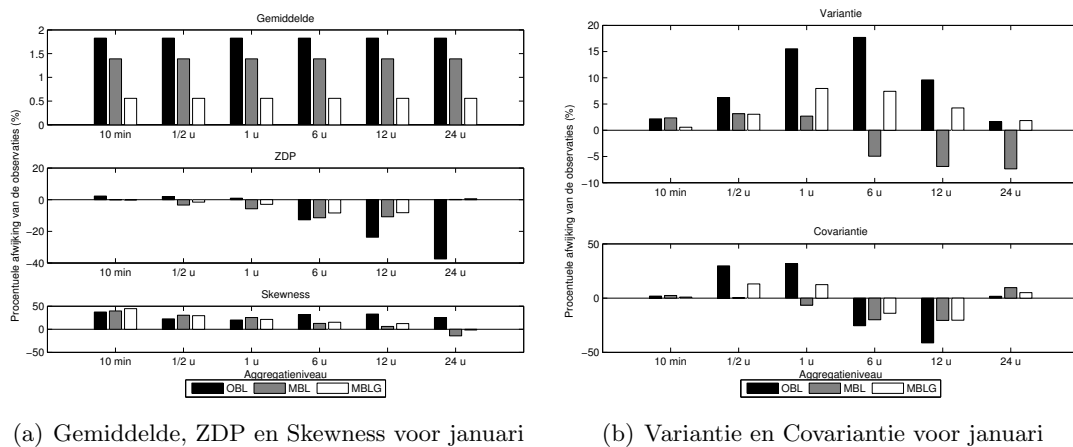 Gemiddelde
2
1.5
1
0.5
0
10 min 1/2 u 1 u 6 u 12 u 24 u
ZDP
20
0
−20
−40
10 min 1/2 u 1 u 6 u 12 u 24 u
Skewness
50
0
−50
10 min 1/2 u 1 u 6 u 12 u 24 u
Aggregatieniveau
Procentuele afwijking van de observaties (%)
OBL MBL MBLG
(a) Gemiddelde, ZDP en Skewness voor januari
Variantie
20
15
10
5
0
−5
−10
10 min 1/2 u 1 u 6 u 12 u 24 u
Covariantie
50
0
−50
10 min 1/2 u 1 u 6 u 12 u 24 u
Aggregatieniveau
Procentuele afwijking van de observaties (%)
OBL MBL MBLG
(b) Variantie en Covariantie voor januari